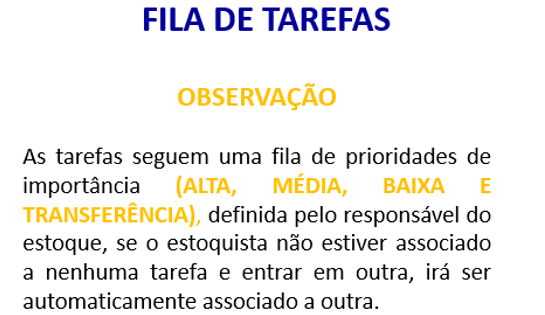 FILA DE TAREFAS
OBSERVAÇÃO
As tarefas seguem uma fila de prioridades de
importância (ALTA, MÉDIA, BAIXA E
TRANSFERÊNCIA), definida pelo responsável do
estoque, se o estoquista não estiver associado
a nenhuma tarefa e entrar em outra, irá ser
automaticamente associado a outra.